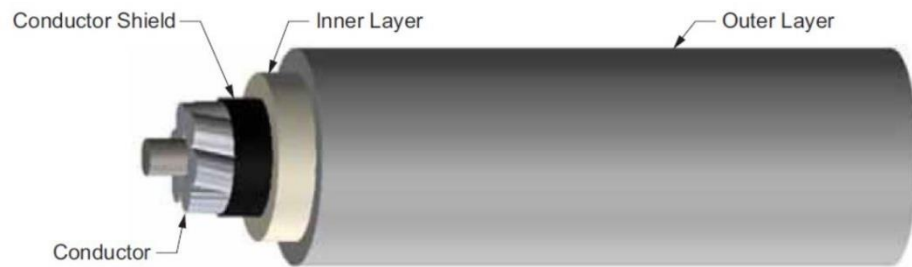 Conductor Shield
Inner Layer
Outer Layer
Conductor